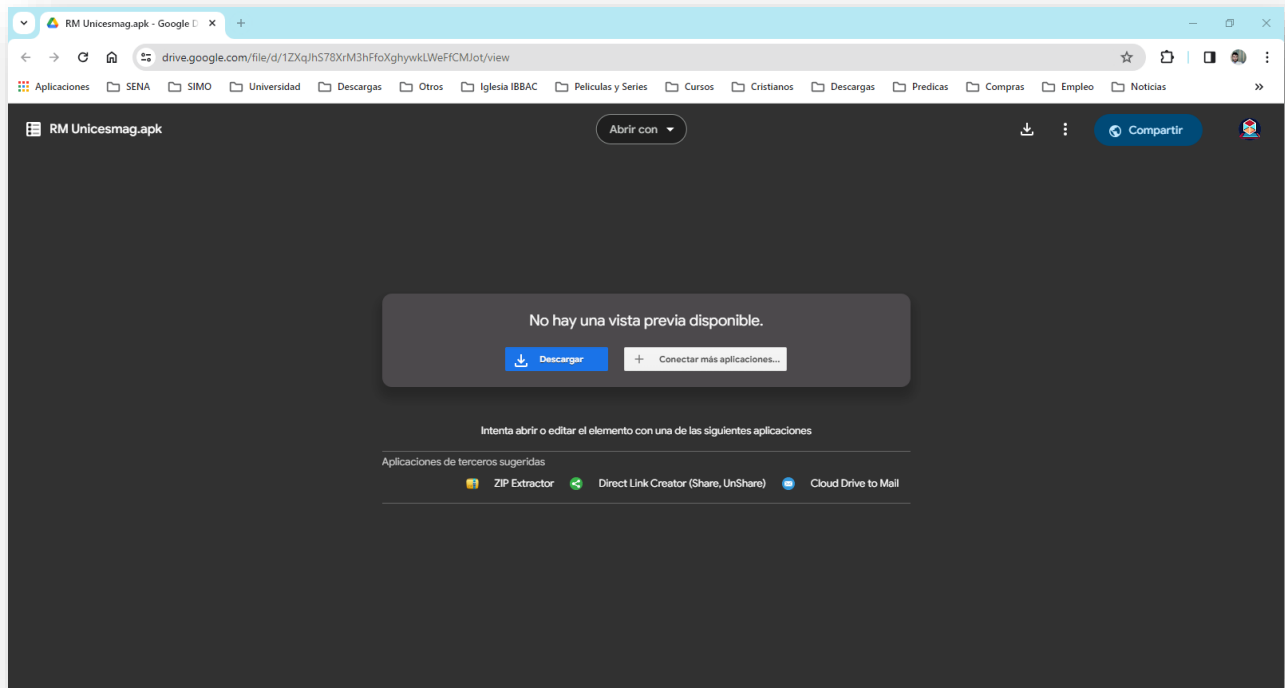 RM Unicesmag.apk - Google D
drive.google.com/file/d/1ZXqJhS78XrM3hFfoXghywkLWeFfCMJot/view
Aplicaciones SENA SIMO Universidad Descargas Otros Iglesia IBBAC Peliculas y Series Cursos Cristianos Descargas Predicas Compras Empleo Noticias
RM Unicesmag.apk Abrir con Compartir
No hay una vista previa disponible.
Descargar + Conectar más aplicaciones...
Intenta abrir o editar el elemento con una de las siguientes aplicaciones
Aplicaciones de terceros sugeridas
ZIP Extractor Direct Link Creator (Share, UnShare) Cloud Drive to Mail